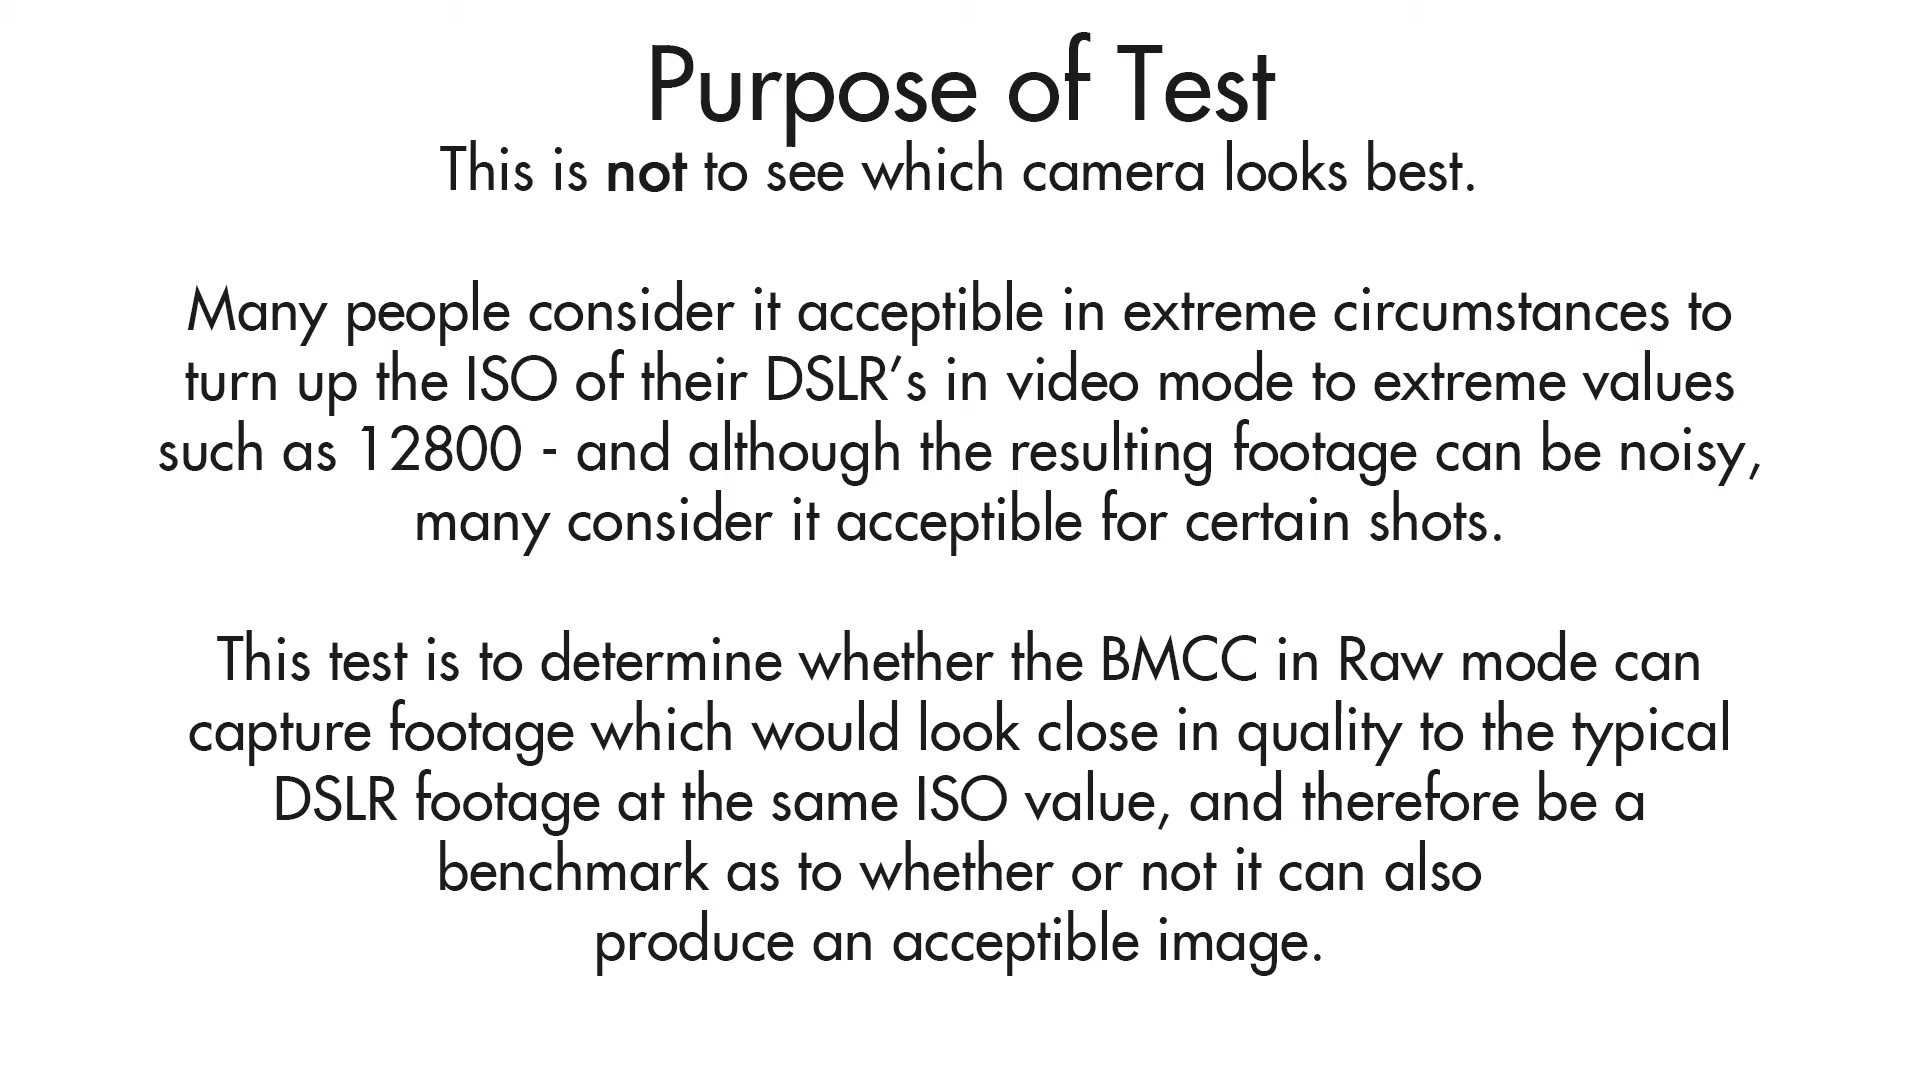 Purpose of Test
This is not to see which camera looks best.
Many people consider it acceptible in extreme circumstances to
turn up the ISO of their DSLR's in video mode to extreme values
such as 12800 - and although the resulting footage can be noisy,
many consider it acceptible for certain shots.
This test is to determine whether the BMCC in Raw mode can
capture footage which would look close in quality to the typical
DSLR footage at the same ISO value, and therefore be a
benchmark as to whether or not it can also
produce an acceptible image.